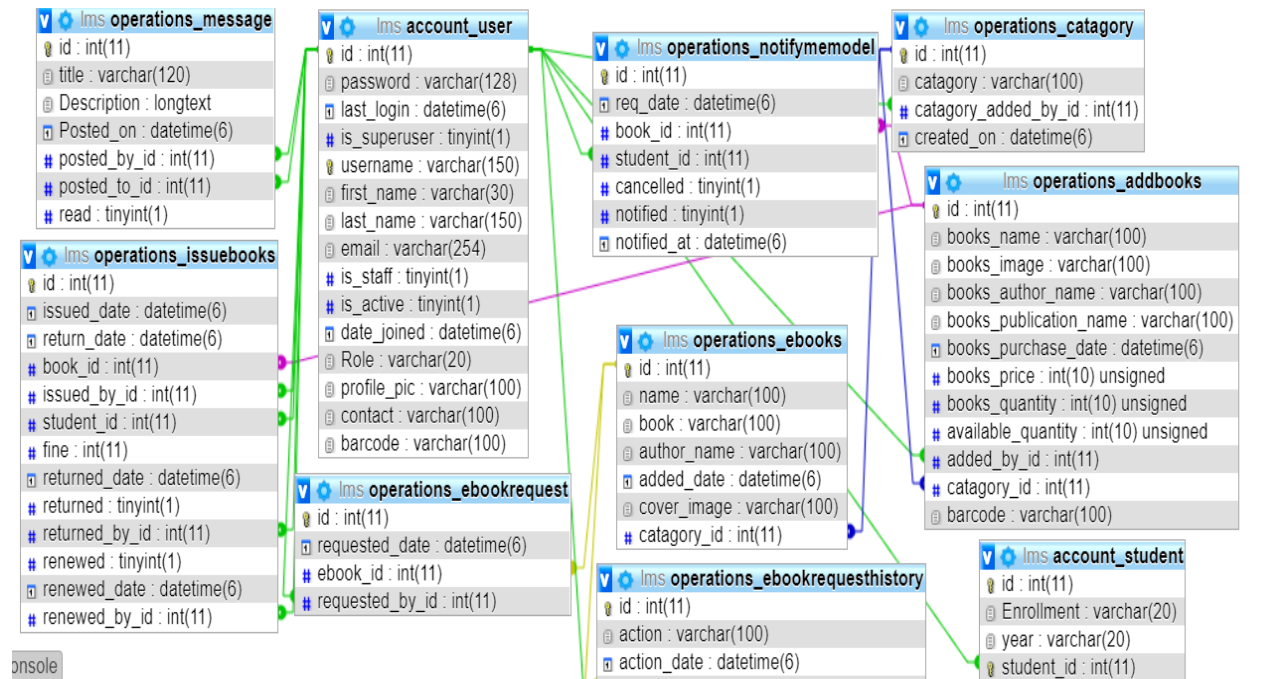 lms operations_message
id : int(11)
title : varchar(120)
Description : longtext
Posted_on : datetime(6)
posted_by_id : int(11)
posted_to_id : int(11)
read : tinyint(1)
lms operations_issuebooks
id : int(11)
issued_date : datetime(6)
return_date : datetime(6)
book_id : int(11)
issued_by_id : int(11)
student_id : int(11)
fine : int(11)
returned_date : datetime(6)
returned : tinyint(1)
returned_by_id : int(11)
renewed : tinyint(1)
renewed_date : datetime(6)
renewed_by_id : int(11)
onsole
lms account_user
id : int(11)
password : varchar(128)
last_login : datetime(6)
is_superuser : tinyint(1)
username : varchar(150)
first_name : varchar(30)
last_name : varchar(150)
email : varchar(254)
is_staff : tinyint(1)
is_active : tinyint(1)
date_joined : datetime(6)
Role : varchar(20)
profile_pic : varchar(100)
contact : varchar(100)
barcode : varchar(100)
lms operations_ebookrequest
id : int(11)
requested_date : datetime(6)
ebook_id : int(11)
requested_by_id : int(11)
lms operations_notifymemodel
id : int(11)
req_date : datetime(6)
book_id : int(11)
student_id : int(11)
cancelled : tinyint(1)
notified : tinyint(1)
notified_at : datetime(6)
lms operations_ebooks
id : int(11)
name : varchar(100)
book : varchar(100)
author_name : varchar(100)
added_date : datetime(6)
cover_image : varchar(100)
catagory_id : int(11)
lms operations_ebookrequesthistory
id : int(11)
action : varchar(100)
action_date : datetime(6)
lms operations_catagory
id : int(11)
catagory : varchar(100)
catagory_added_by_id : int(11)
created_on : datetime(6)
lms operations_addbooks
id : int(11)
books_name : varchar(100)
books_image : varchar(100)
books_author_name : varchar(100)
books_publication_name : varchar(100)
books_purchase_date : datetime(6)
books_price : int(10) unsigned
books_quantity : int(10) unsigned
available_quantity : int(10) unsigned
added_by_id : int(11)
catagory_id : int(11)
barcode : varchar(100)
lms account_student
id : int(11)
Enrollment : varchar(20)
year : varchar(20)
student_id : int(11)